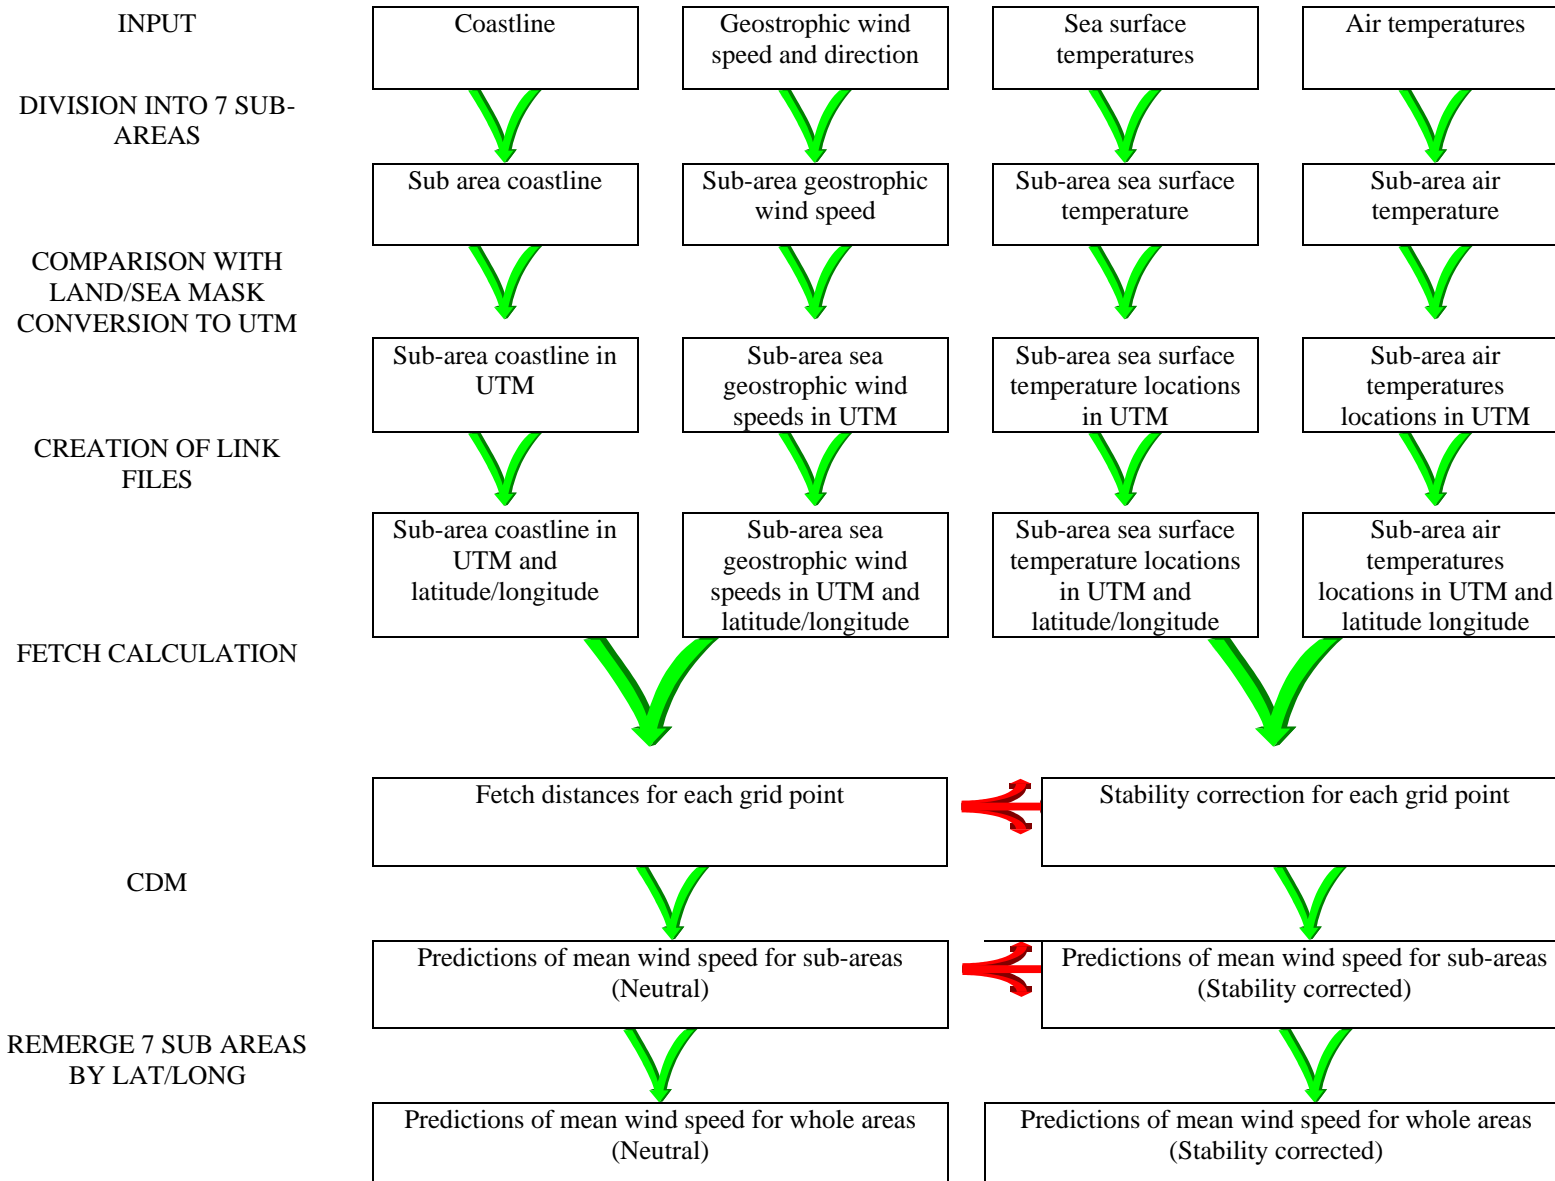 INPUT
Coastline
Geostrophic wind
speed and direction
Sea surface
temperatures
Air temperatures
DIVISION INTO 7 SUB-
AREAS
Sub area coastline
Sub-area geostrophic
wind speed
Sub-area sea surface
temperature
Sub-area air
temperature
COMPARISON WITH
LAND/SEA MASK
CONVERSION TO UTM
Sub-area coastline in
UTM
Sub-area sea
geostrophic wind
speeds in UTM
Sub-area sea surface
temperature locations
in UTM
Sub-area air
temperatures
locations in UTM
CREATION OF LINK
FILES
Sub-area coastline in
UTM and
latitude/longitude
Sub-area sea
geostrophic wind
speeds in UTM and
latitude/longitude
Sub-area sea surface
temperature locations
in UTM and
latitude/longitude
Sub-area air
temperatures
locations in UTM and
latitude longitude
FETCH CALCULATION
Fetch distances for each grid point
Stability correction for each grid point
CDM
Predictions of mean wind speed for sub-areas
(Neutral)
Predictions of mean wind speed for sub-areas
(Stability corrected)
REMERGE 7 SUB AREAS
BY LAT/LONG
Predictions of mean wind speed for whole areas
(Neutral)
Predictions of mean wind speed for whole areas
(Stability corrected)